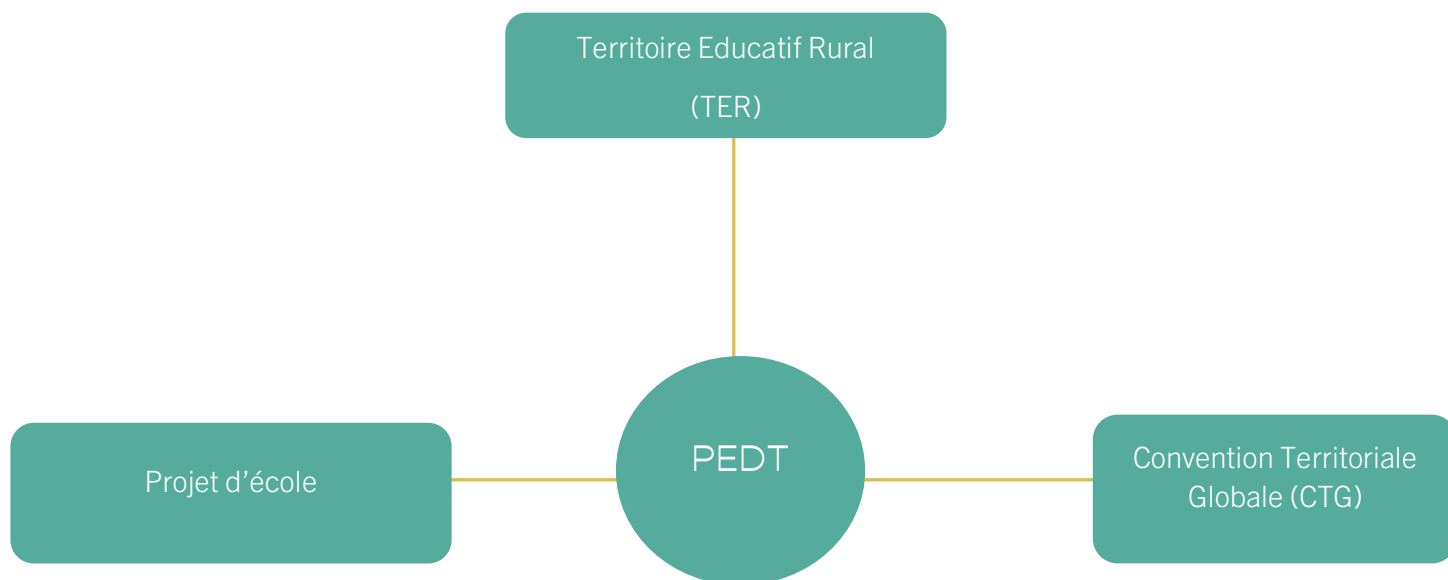 Territoire Educatif Rural
(TER)
Projet d’école
PEDT
Convention Territoriale
Globale (CTG)